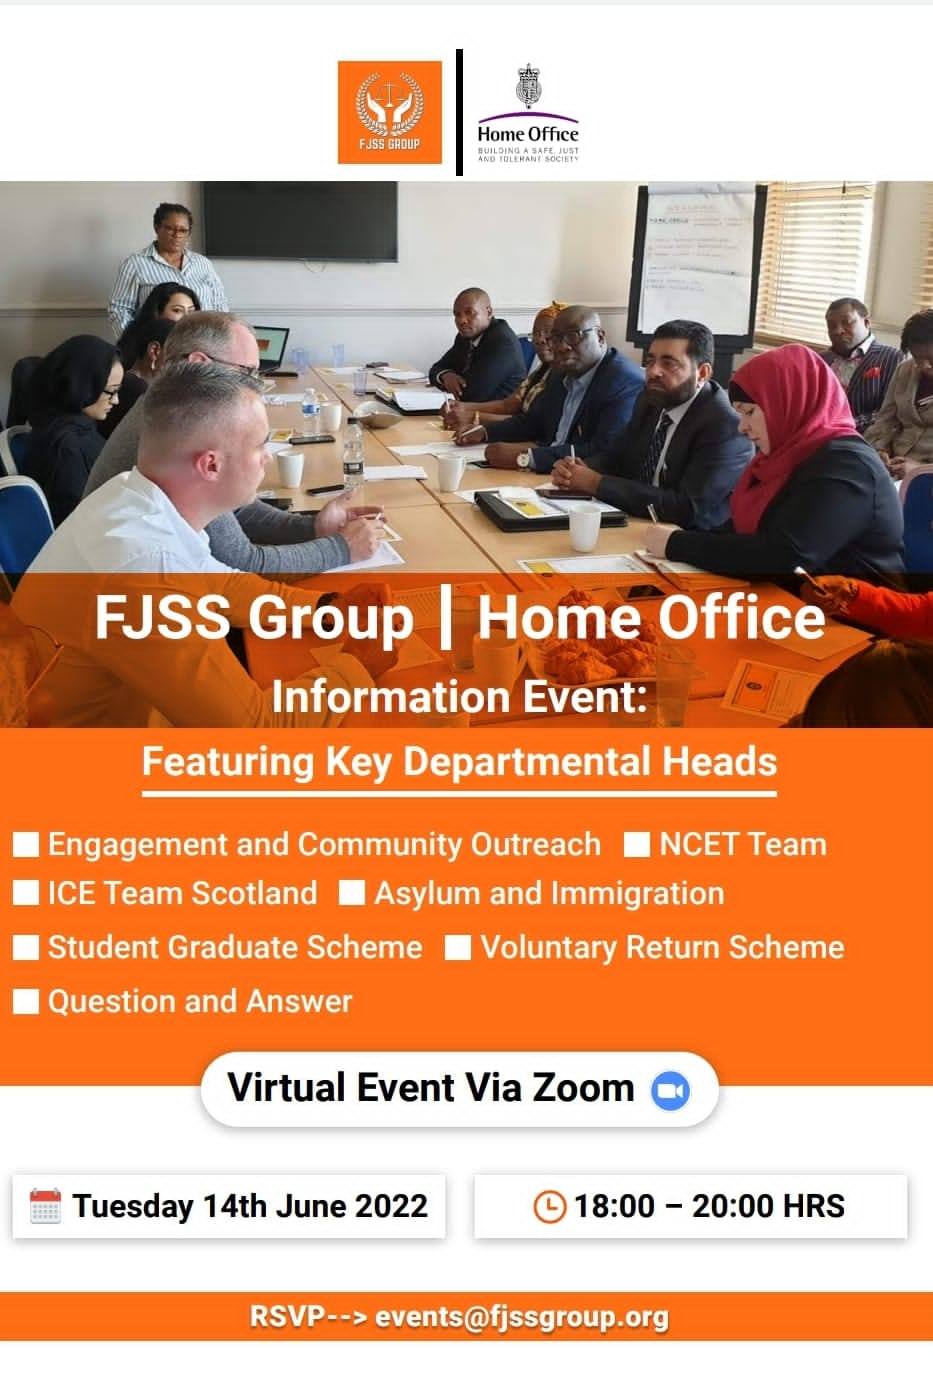 FJSS GROUP
Home Office
BUILDING A SAFE, JUST
AND TOLERANT SOCIETY
FJSS Group | Home Office
Information Event:
Featuring Key Departmental Heads
Engagement and Community Outreach NCET Team
ICE Team Scotland Asylum and Immigration
Student Graduate Scheme Voluntary Return Scheme
Question and Answer
Virtual Event Via Zoom
Tuesday 14th June 2022 18:00 – 20:00 HRS
RSVP--> events@fjssgroup.org